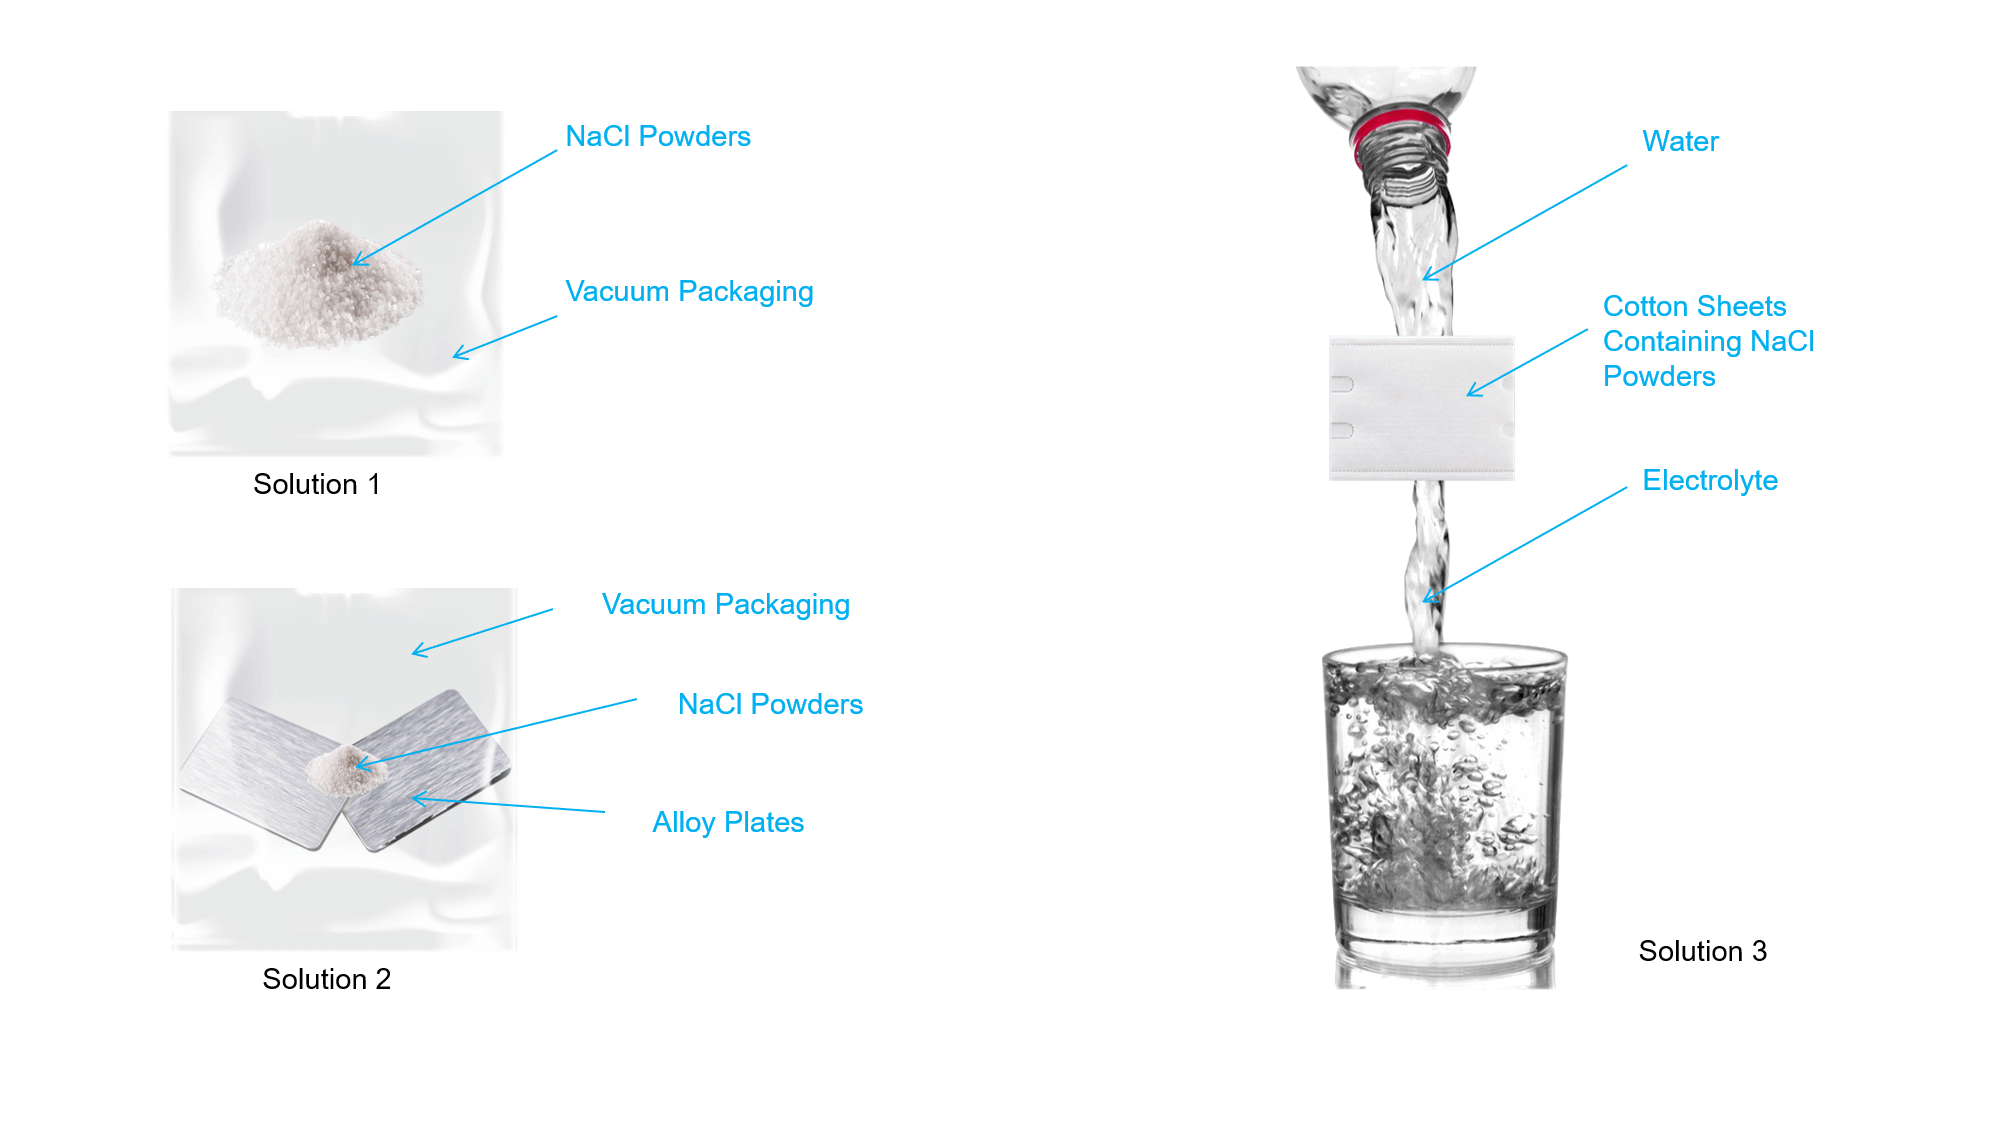 NaCl Powders
Vacuum Packaging
Solution 1
Vacuum Packaging
NaCl Powders
Alloy Plates
Solution 2
Water
Cotton Sheets
Containing NaCl
Powders
Electrolyte
Solution 3